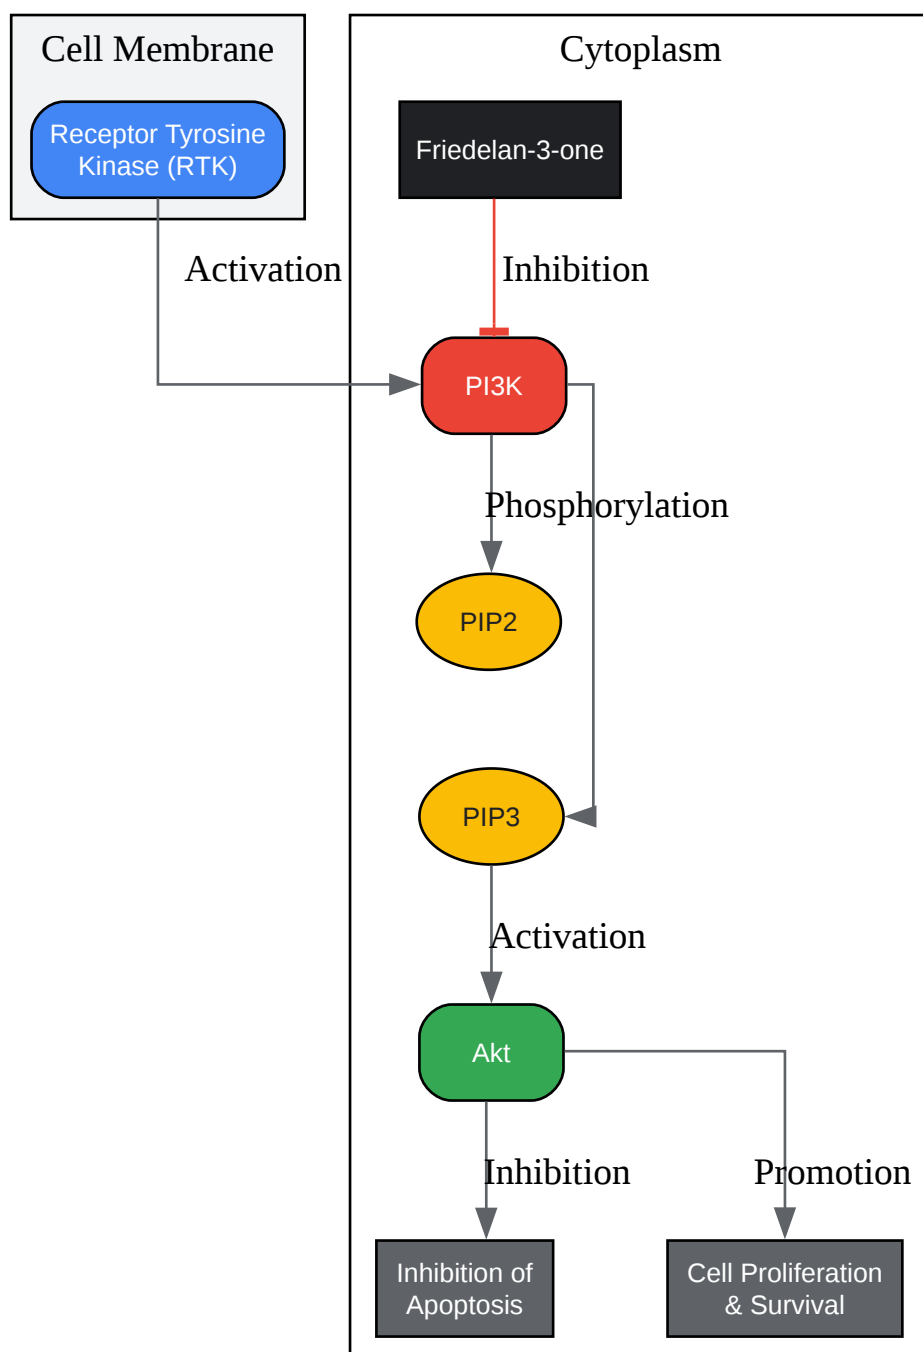 Cell Membrane
Cytoplasm
Receptor Tyrosine
Kinase (RTK)
Friedelan-3-one
Activation
Inhibition
PI3K
Phosphorylation
PIP2
PIP3
Activation
Akt
Inhibition
Promotion
Inhibition of
Apoptosis
Cell Proliferation
& Survival